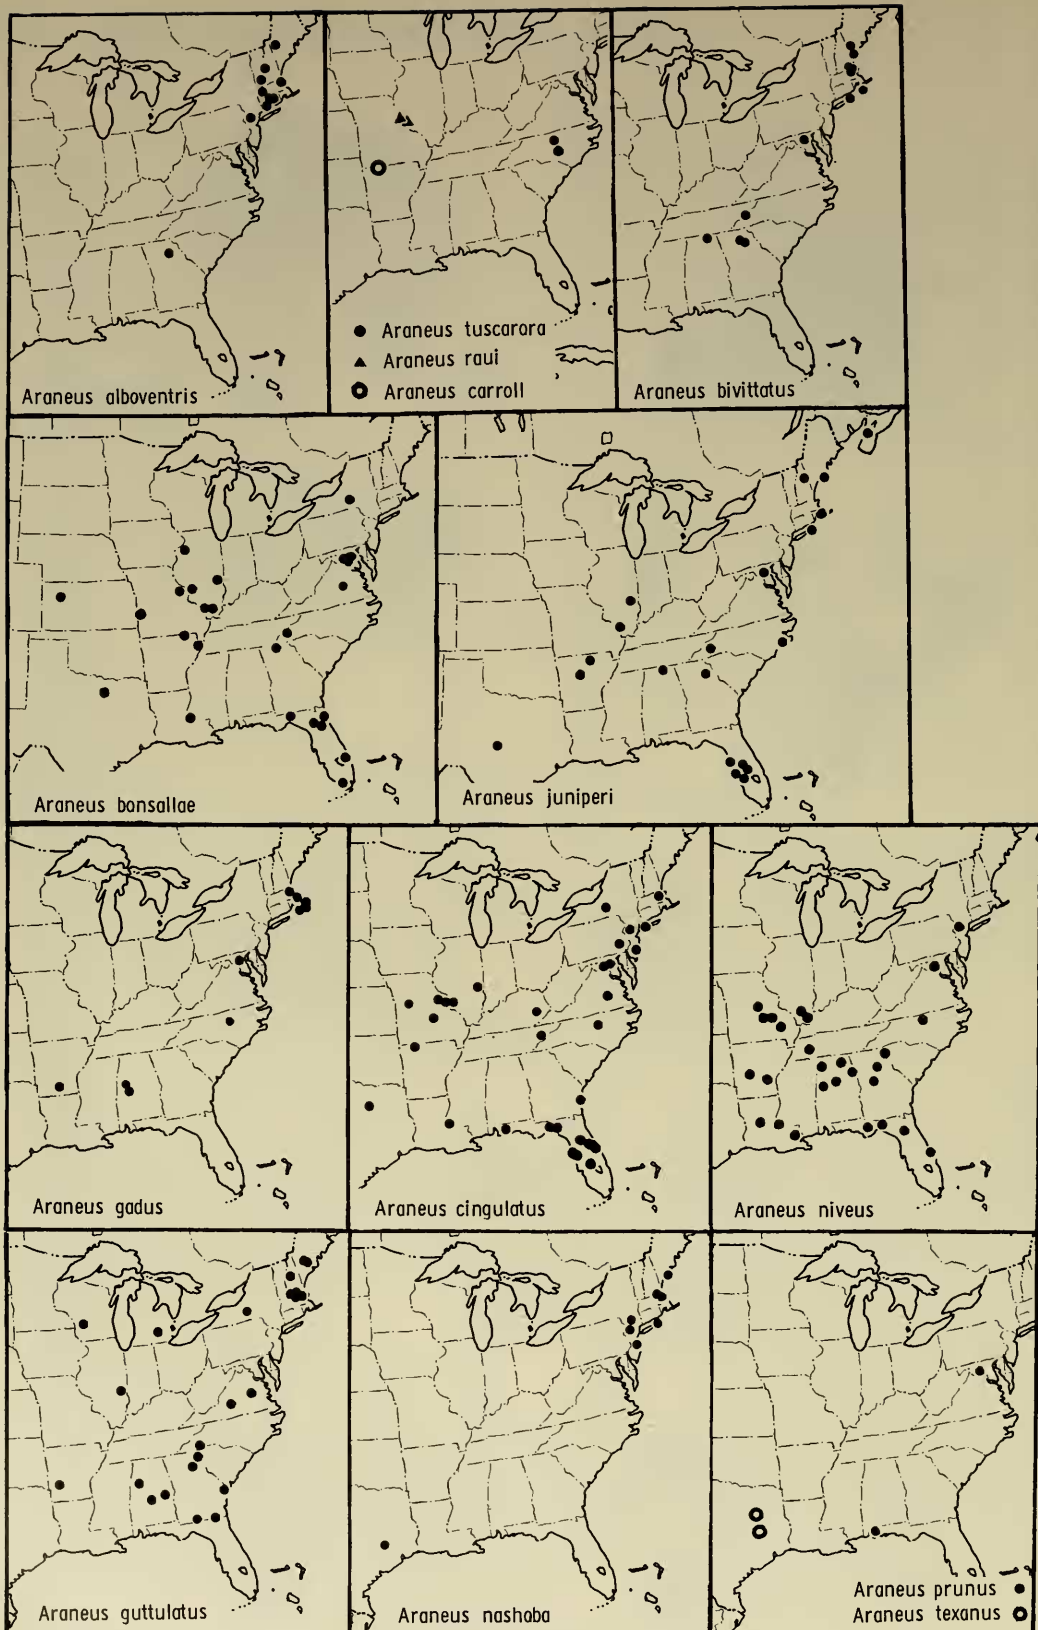 Araneus alboventris
Araneus tuscarora
Araneus raui
Araneus carroll
Araneus bivittatus
Araneus bonsallae
Araneus juniperi
Araneus gadus
Araneus cingulatus
Araneus niveus
Araneus guttulatus
Araneus nashoba
Araneus prunus
Araneus texanus